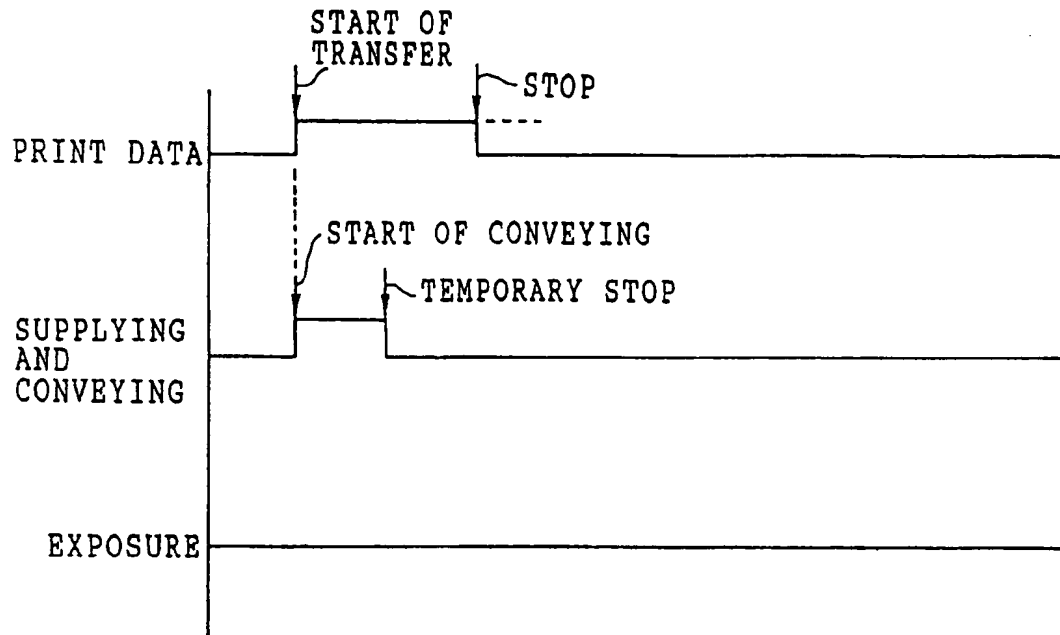 START OF
TRANSFER
STOP
PRINT DATA
START OF CONVEYING
TEMPORARY STOP
SUPPLYING
AND
CONVEYING
EXPOSURE